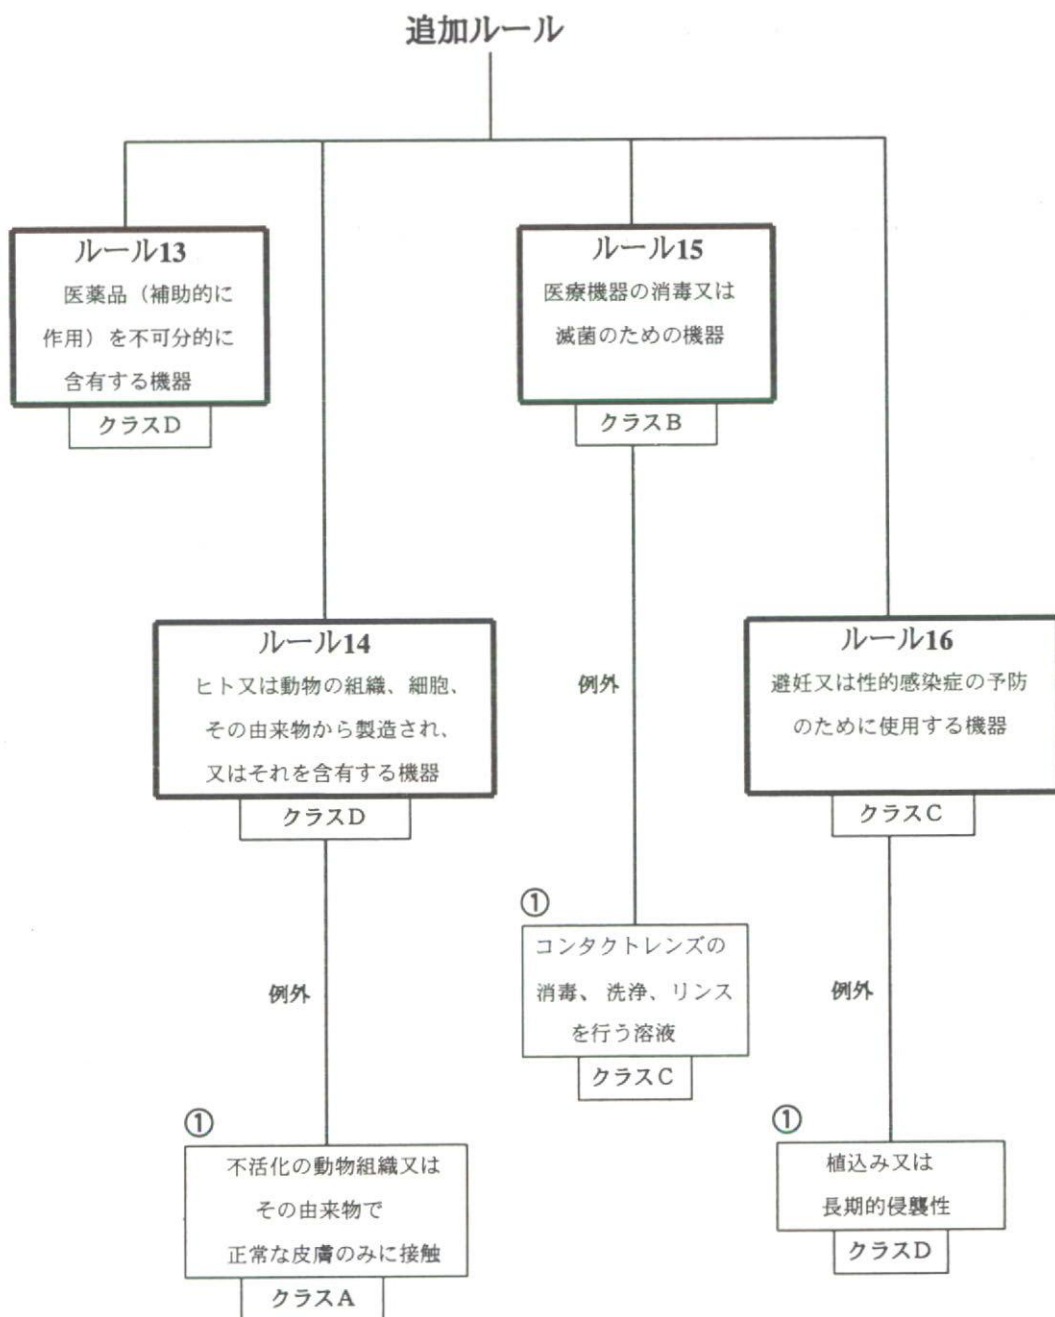 追加ルール
ルール13
医薬品（補助的に
作用）を不可分的に
含有する機器
クラスD
ルール15
医療機器の消毒又は
滅菌のための機器
クラスB
ルール14
ヒト又は動物の組織、細胞、
その由来物から製造され、
又はそれを含有する機器
クラスD
例外
①
不活化の動物組織又は
その由来物で
正常な皮膚のみに接触
クラスA
例外
①
コンタクトレンズの
消毒、洗浄、リンス
を行う溶液
クラスC
ルール16
避妊又は性的感染症の予防
のために使用する機器
クラスC
例外
①
植込み又は
長期的侵襲性
クラスD